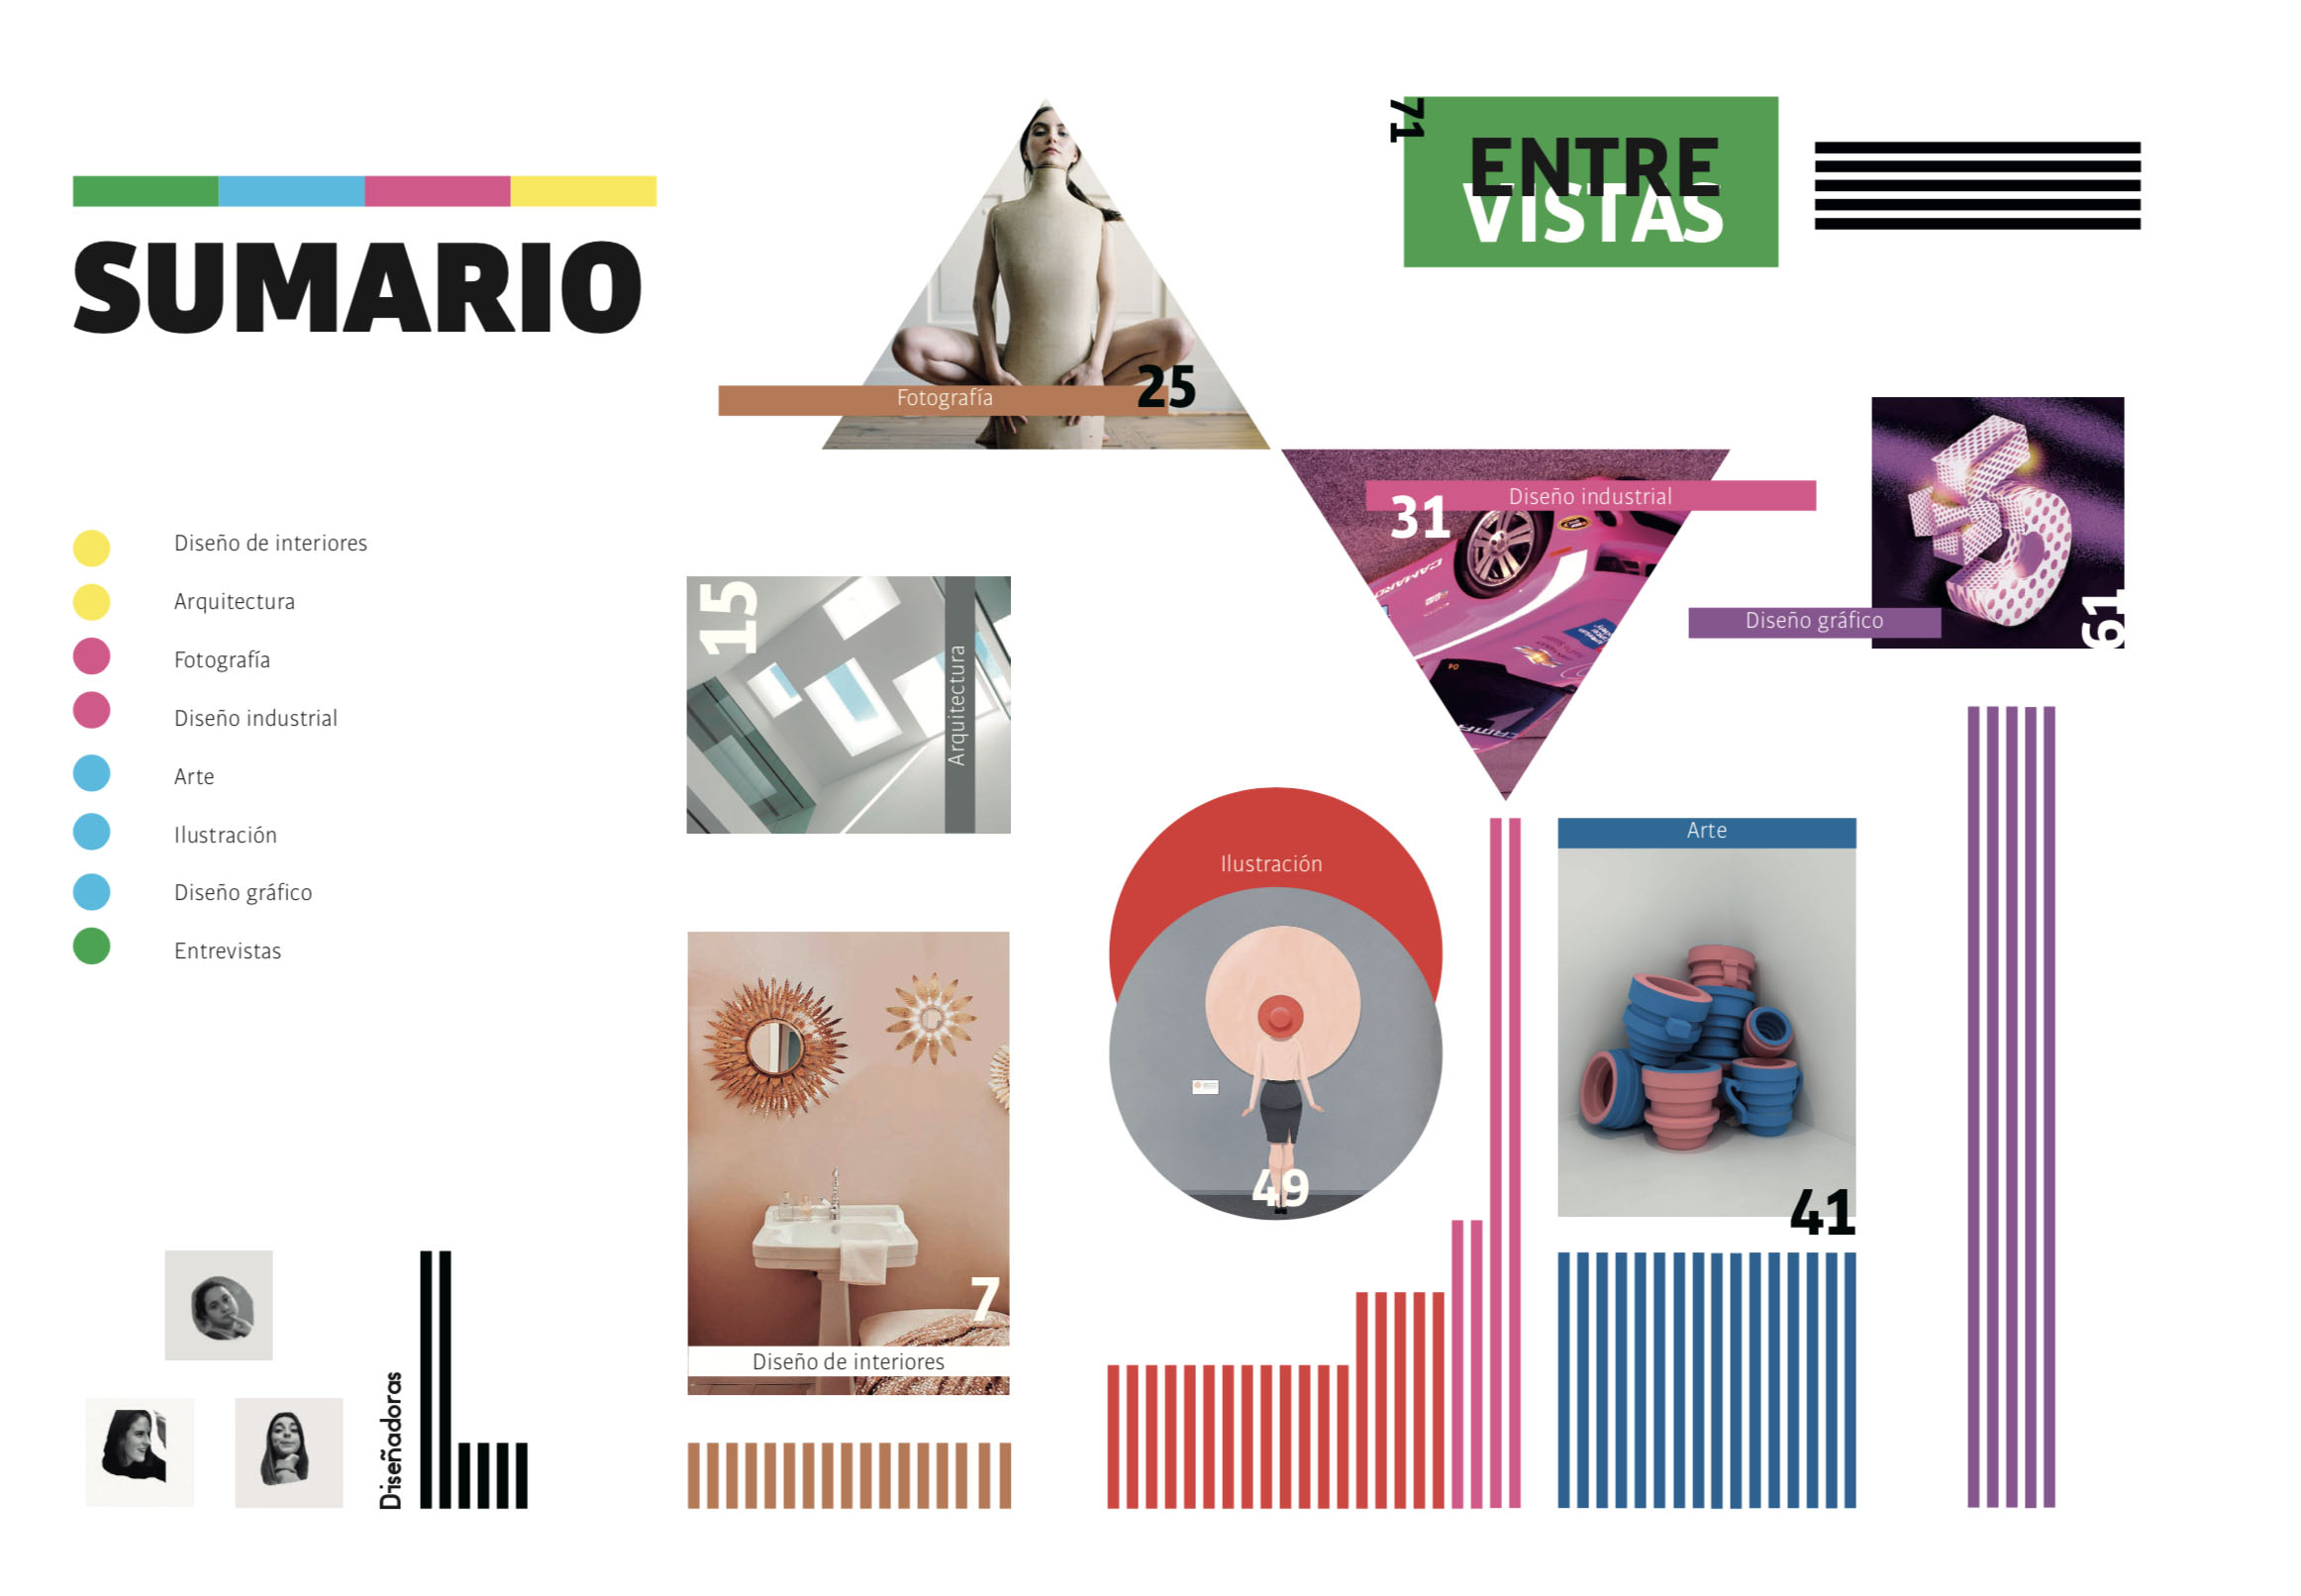 SUMARIO
Diseño de interiores
Arquitectura
Fotografía
Diseño industrial
Arte
Ilustración
Diseño gráfico
Entrevistas
Diseñadoras
Fotografía
25
71
ENTRE
VISTAS
31
Diseño industrial
CAMARO
Diseño gráfico
61
15
Arquitectura
Ilustración
49
Arte
41
7
Diseño de interiores